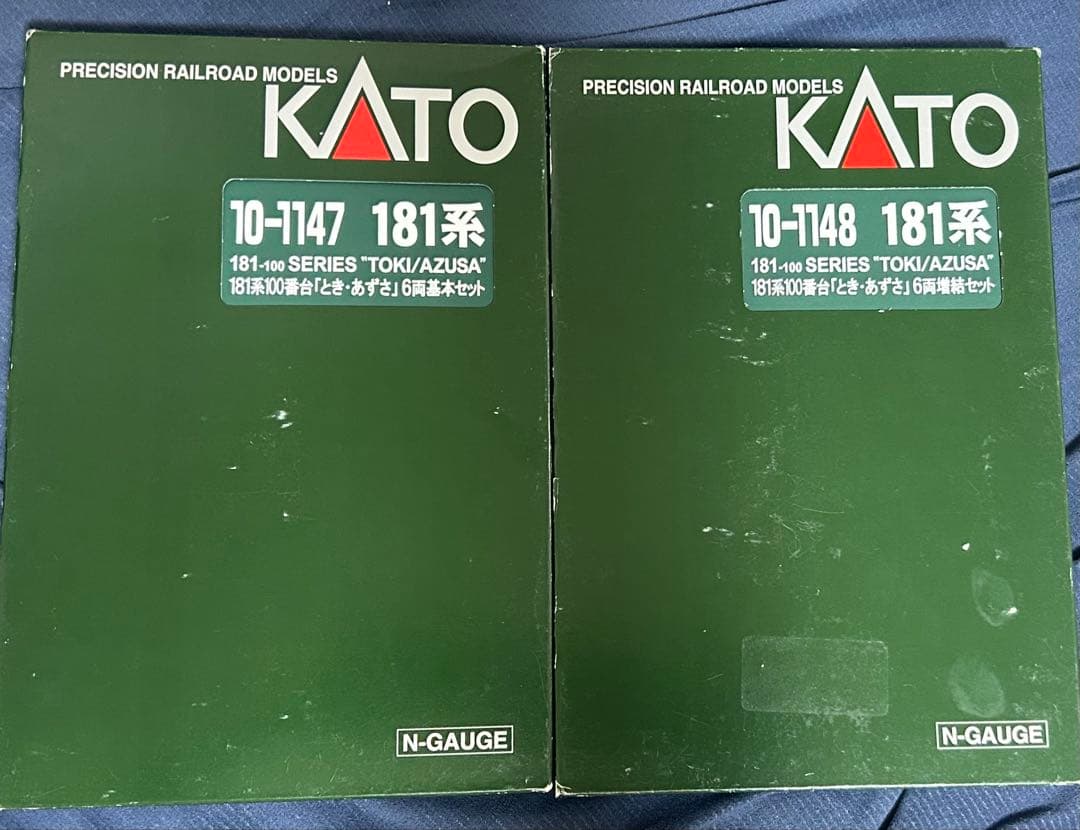 PRECISION RAILROAD MODELS
KATO
10-1147 181系
181-100 SERIES "TOKI/AZUSA"
181系100番台「とき・あずさ」6両基本セット
N-GAUGE
PRECISION RAILROAD MODELS
KATO
10-1148 181系
181-100 SERIES "TOKI/AZUSA"
181系100番台「とき・あずさ」6両増結セット
N-GAUGE